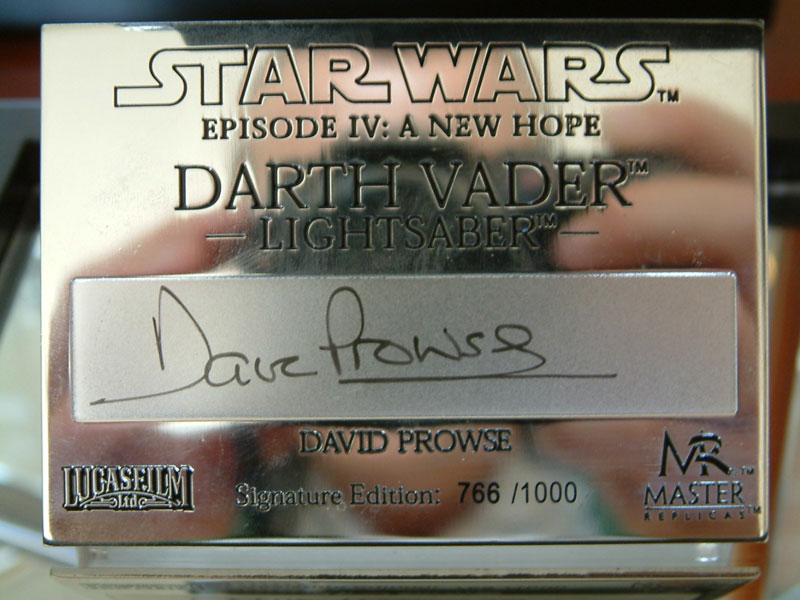 STAR WARS™
EPISODE IV: A NEW HOPE
DARTH VADER™
— LIGHTSABER™ —
Dave Prowse
DAVID PROWSE
LUCASFILM
Ltd
Signature Edition: 766 /1000
MR
MASTER
REPLICAS™